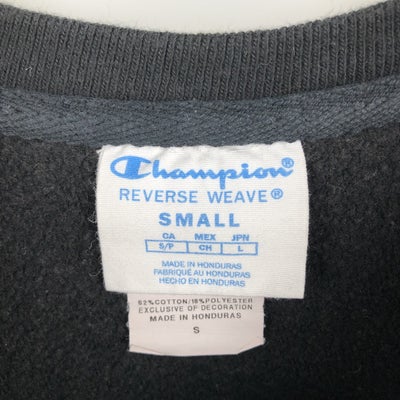 Champion®
REVERSE WEAVE®
SMALL
CA MEX JPN
S/P CH L
MADE IN HONDURAS
FABRIQUÉ AU HONDURAS
HECHO EN HONDURAS
82%COTTON/18%POLYESTER
EXCLUSIVE OF DECORATION
MADE IN HONDURAS
S